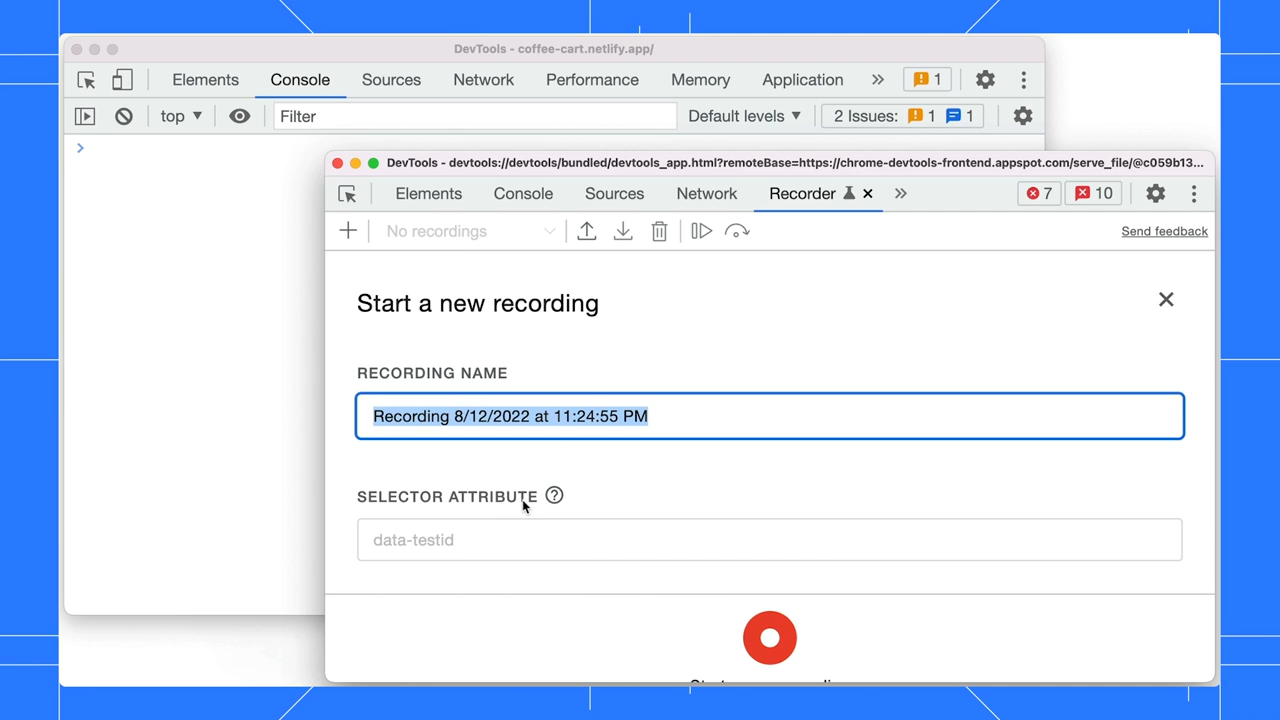 DevTools - coffee-cart.netlify.app/
Elements Console Sources Network Performance Memory Application 1
top Filter Default levels 2 Issues: 1 1
DevTools - devtools://devtools/bundled/devtools_app.html?remoteBase=https://chrome-devtools-frontend.appspot.com/serve_file/@c059b13...
Elements Console Sources Network Recorder 7 10
No recordings Send feedback
Start a new recording
RECORDING NAME
Recording 8/12/2022 at 11:24:55 PM
SELECTOR ATTRIBUTE
data-testid